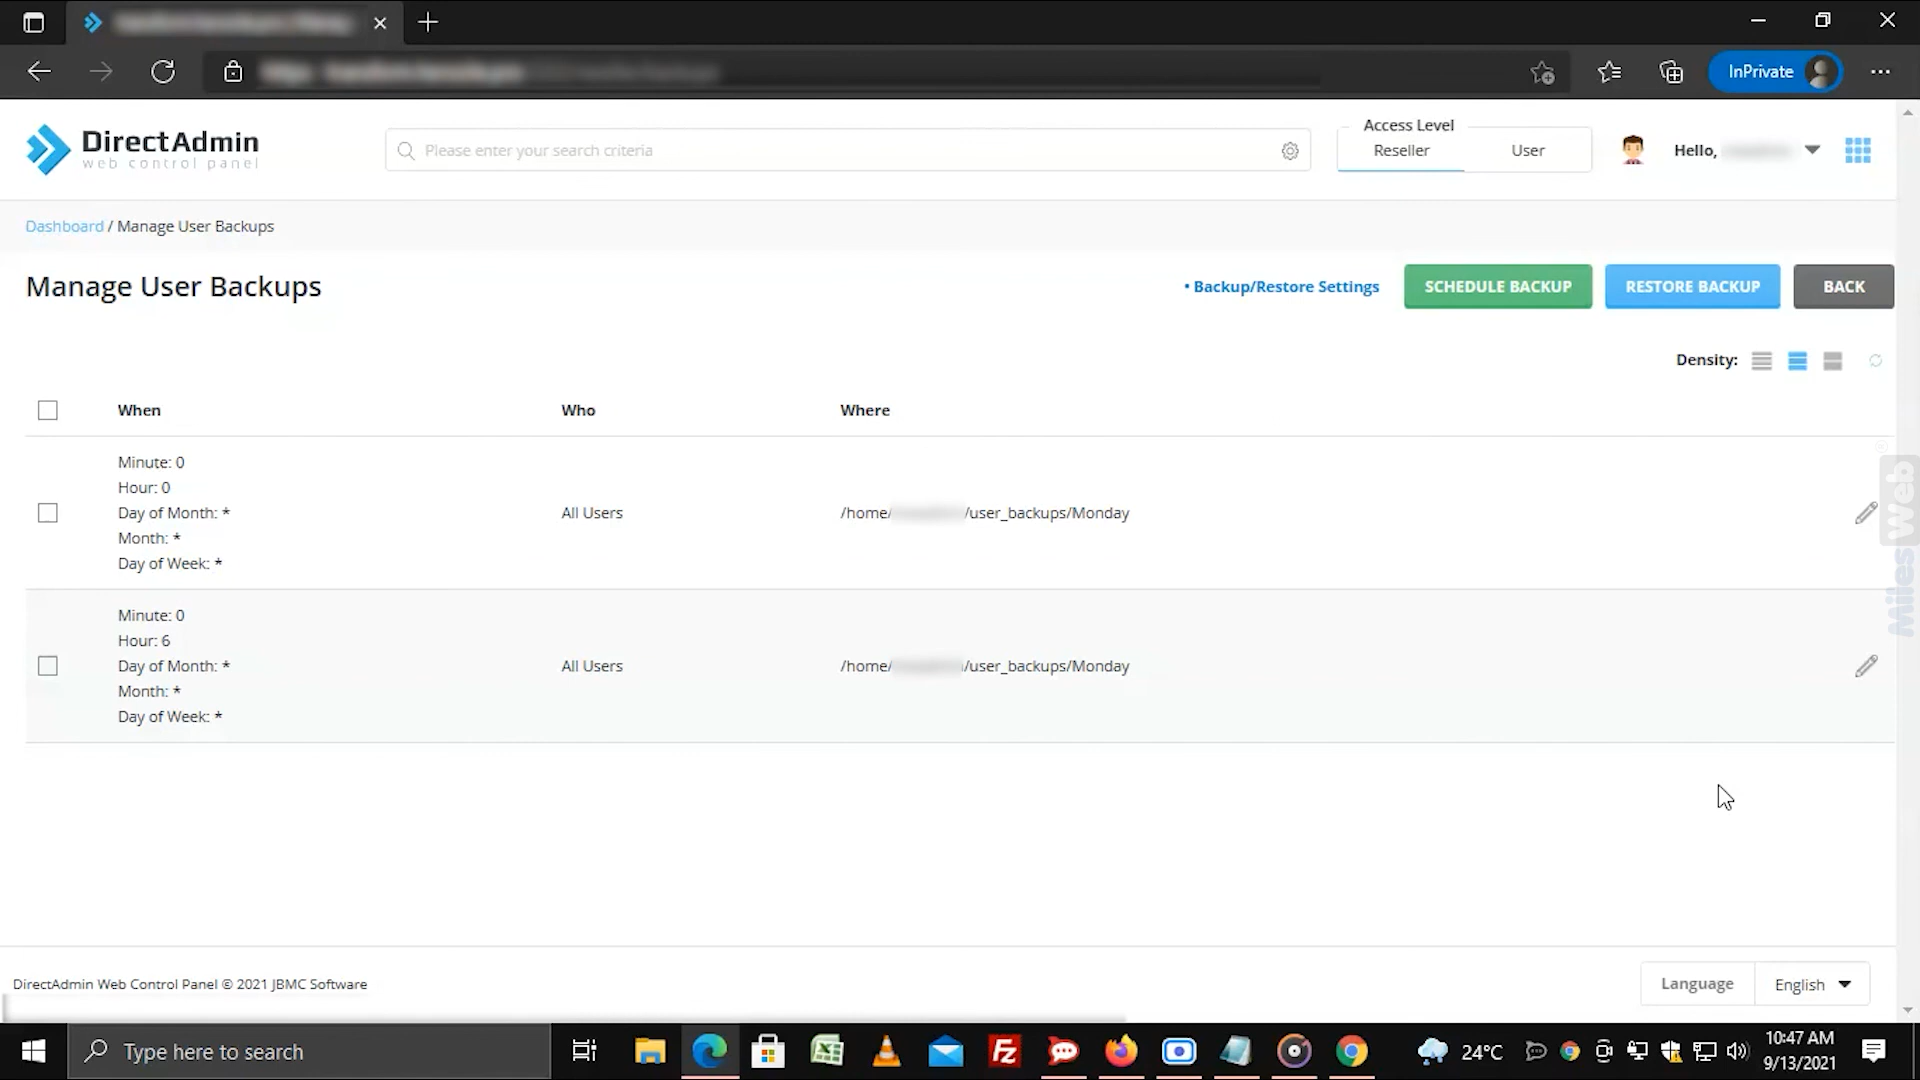 InPrivate
DirectAdmin
web control panel
Please enter your search criteria
Access Level
Reseller
User
Hello,
Dashboard / Manage User Backups
Manage User Backups
• Backup/Restore Settings
SCHEDULE BACKUP
RESTORE BACKUP
BACK
Density:
When
Who
Where
Minute: 0
Hour: 0
Day of Month: *
Month: *
Day of Week: *
All Users
/home/ /user_backups/Monday
Minute: 0
Hour: 6
Day of Month: *
Month: *
Day of Week: *
All Users
/home/ /user_backups/Monday
MilesWeb
DirectAdmin Web Control Panel © 2021 JBMC Software
Language
English
Type here to search
24°C
10:47 AM
9/13/2021